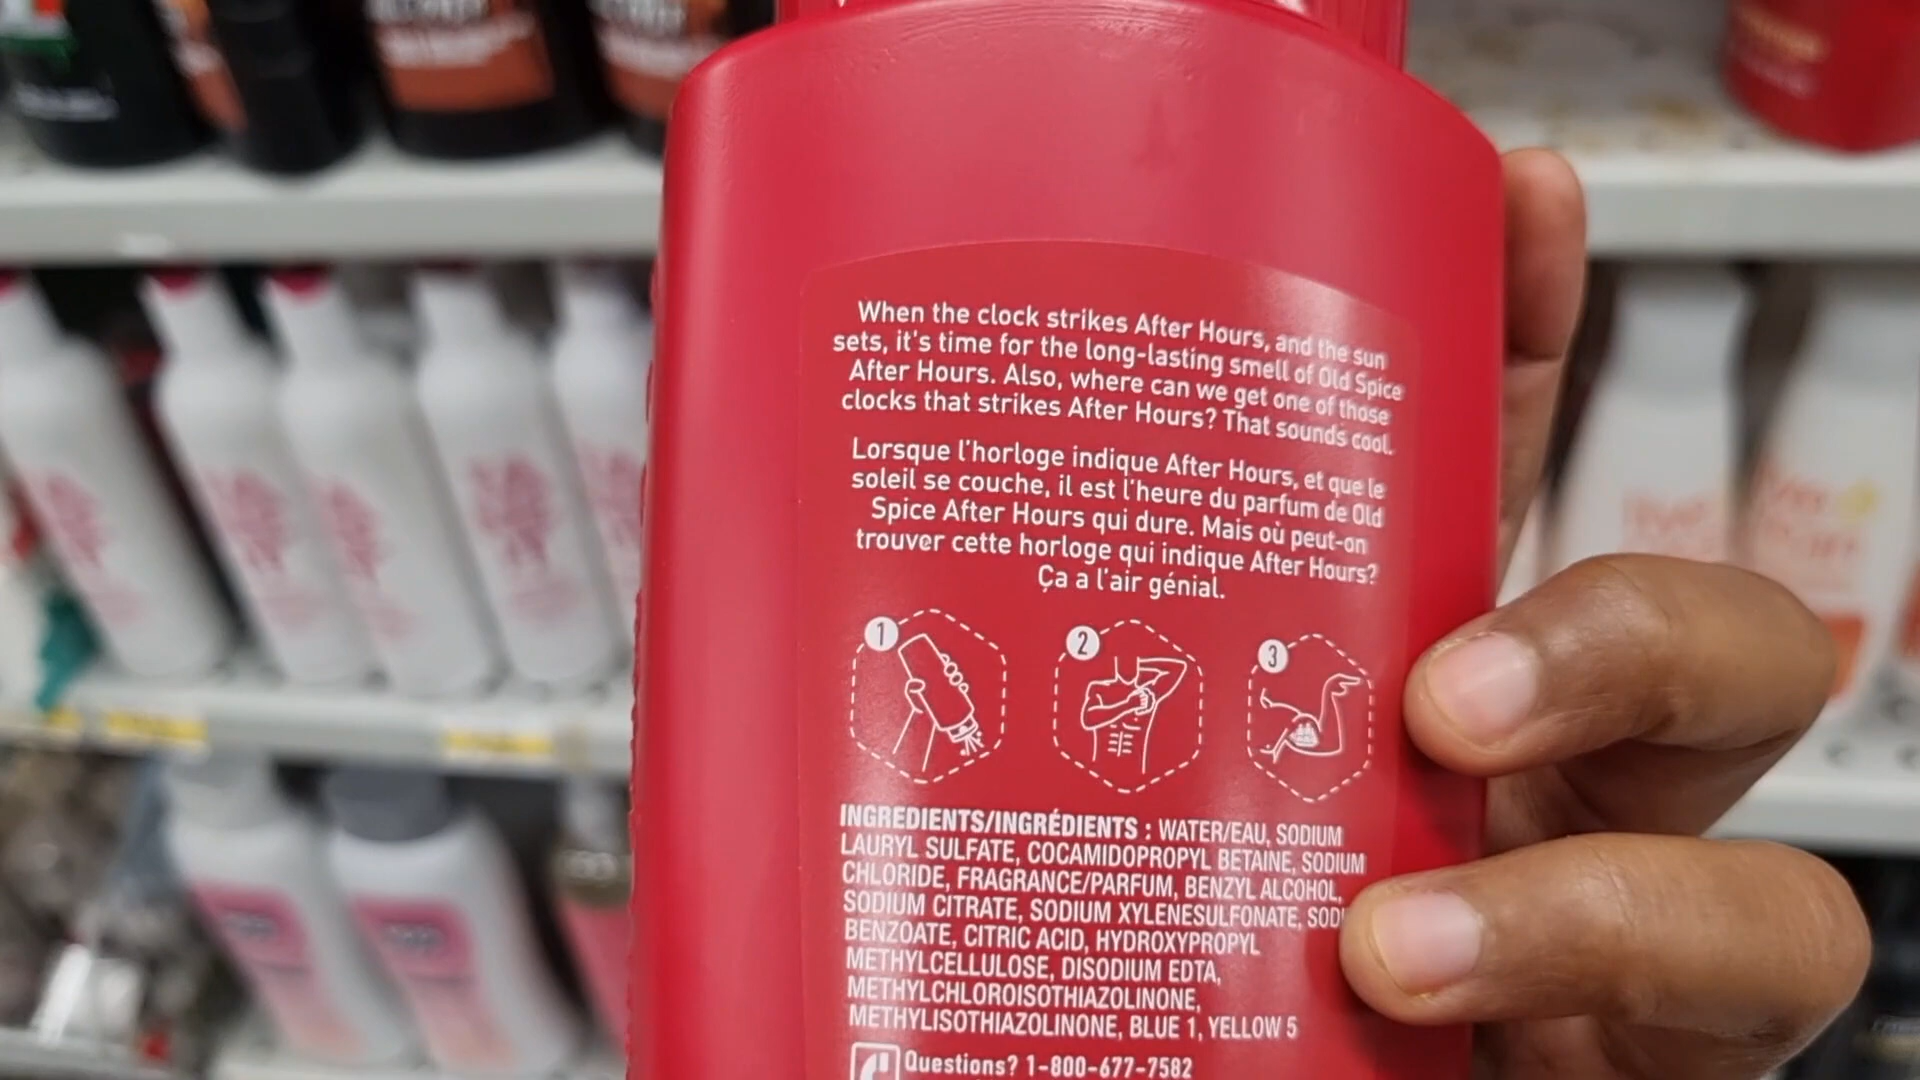 When the clock strikes After Hours, and the sun
sets, it's time for the long-lasting smell of Old Spice
After Hours. Also, where can we get one of those
clocks that strikes After Hours? That sounds cool.
Lorsque l'horloge indique After Hours, et que le
soleil se couche, il est l'heure du parfum de Old
Spice After Hours qui dure. Mais où peut-on
trouver cette horloge qui indique After Hours?
Ça a l'air génial.
1
2
3
INGREDIENTS/INGRÉDIENTS : WATER/EAU, SODIUM
LAURYL SULFATE, COCAMIDOPROPYL BETAINE, SODIUM
CHLORIDE, FRAGRANCE/PARFUM, BENZYL ALCOHOL,
SODIUM CITRATE, SODIUM XYLENESULFONATE,
BENZOATE, CITRIC ACID, HYDROXYPROPYL
METHYLCELLULOSE, DISODIUM EDTA,
METHYLCHLOROISOTHIAZOLINONE,
METHYLISOTHIAZOLINONE, BLUE 1, YELLOW 5
Questions? 1-800-677-7582